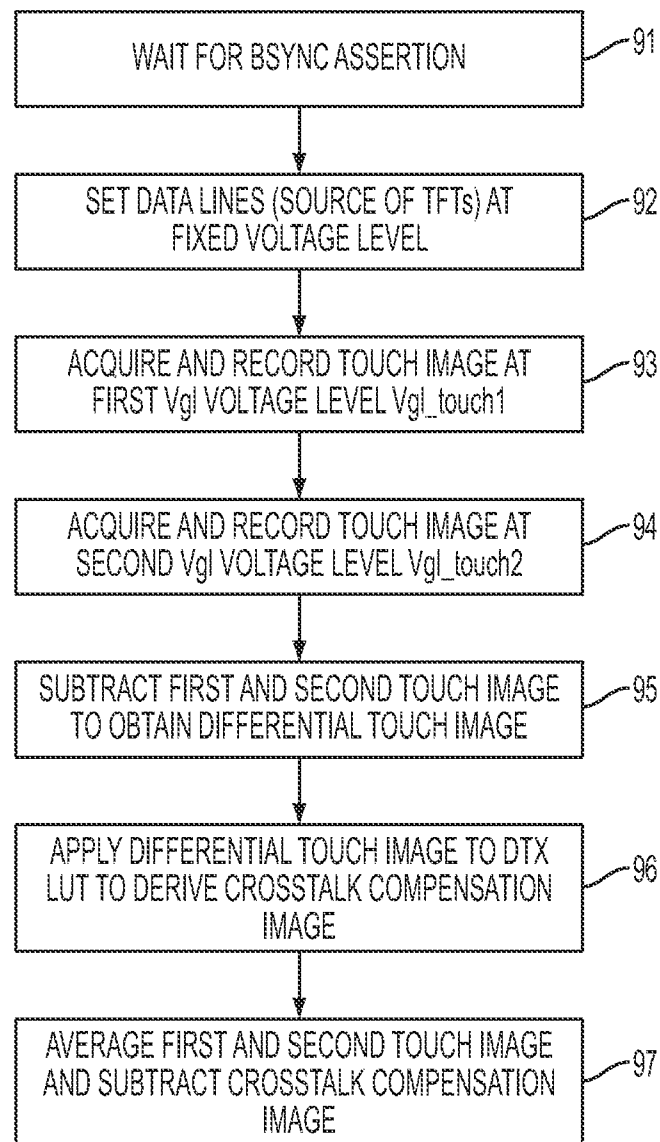 WAIT FOR BSYNC ASSERTION
91
SET DATA LINES (SOURCE OF TFTs) AT
FIXED VOLTAGE LEVEL
92
ACQUIRE AND RECORD TOUCH IMAGE AT
FIRST Vgl VOLTAGE LEVEL Vgl_touch1
93
ACQUIRE AND RECORD TOUCH IMAGE AT
SECOND Vgl VOLTAGE LEVEL Vgl_touch2
94
SUBTRACT FIRST AND SECOND TOUCH IMAGE
TO OBTAIN DIFFERENTIAL TOUCH IMAGE
95
APPLY DIFFERENTIAL TOUCH IMAGE TO DTX
LUT TO DERIVE CROSSTALK COMPENSATION
IMAGE
96
AVERAGE FIRST AND SECOND TOUCH IMAGE
AND SUBTRACT CROSSTALK COMPENSATION
IMAGE
97